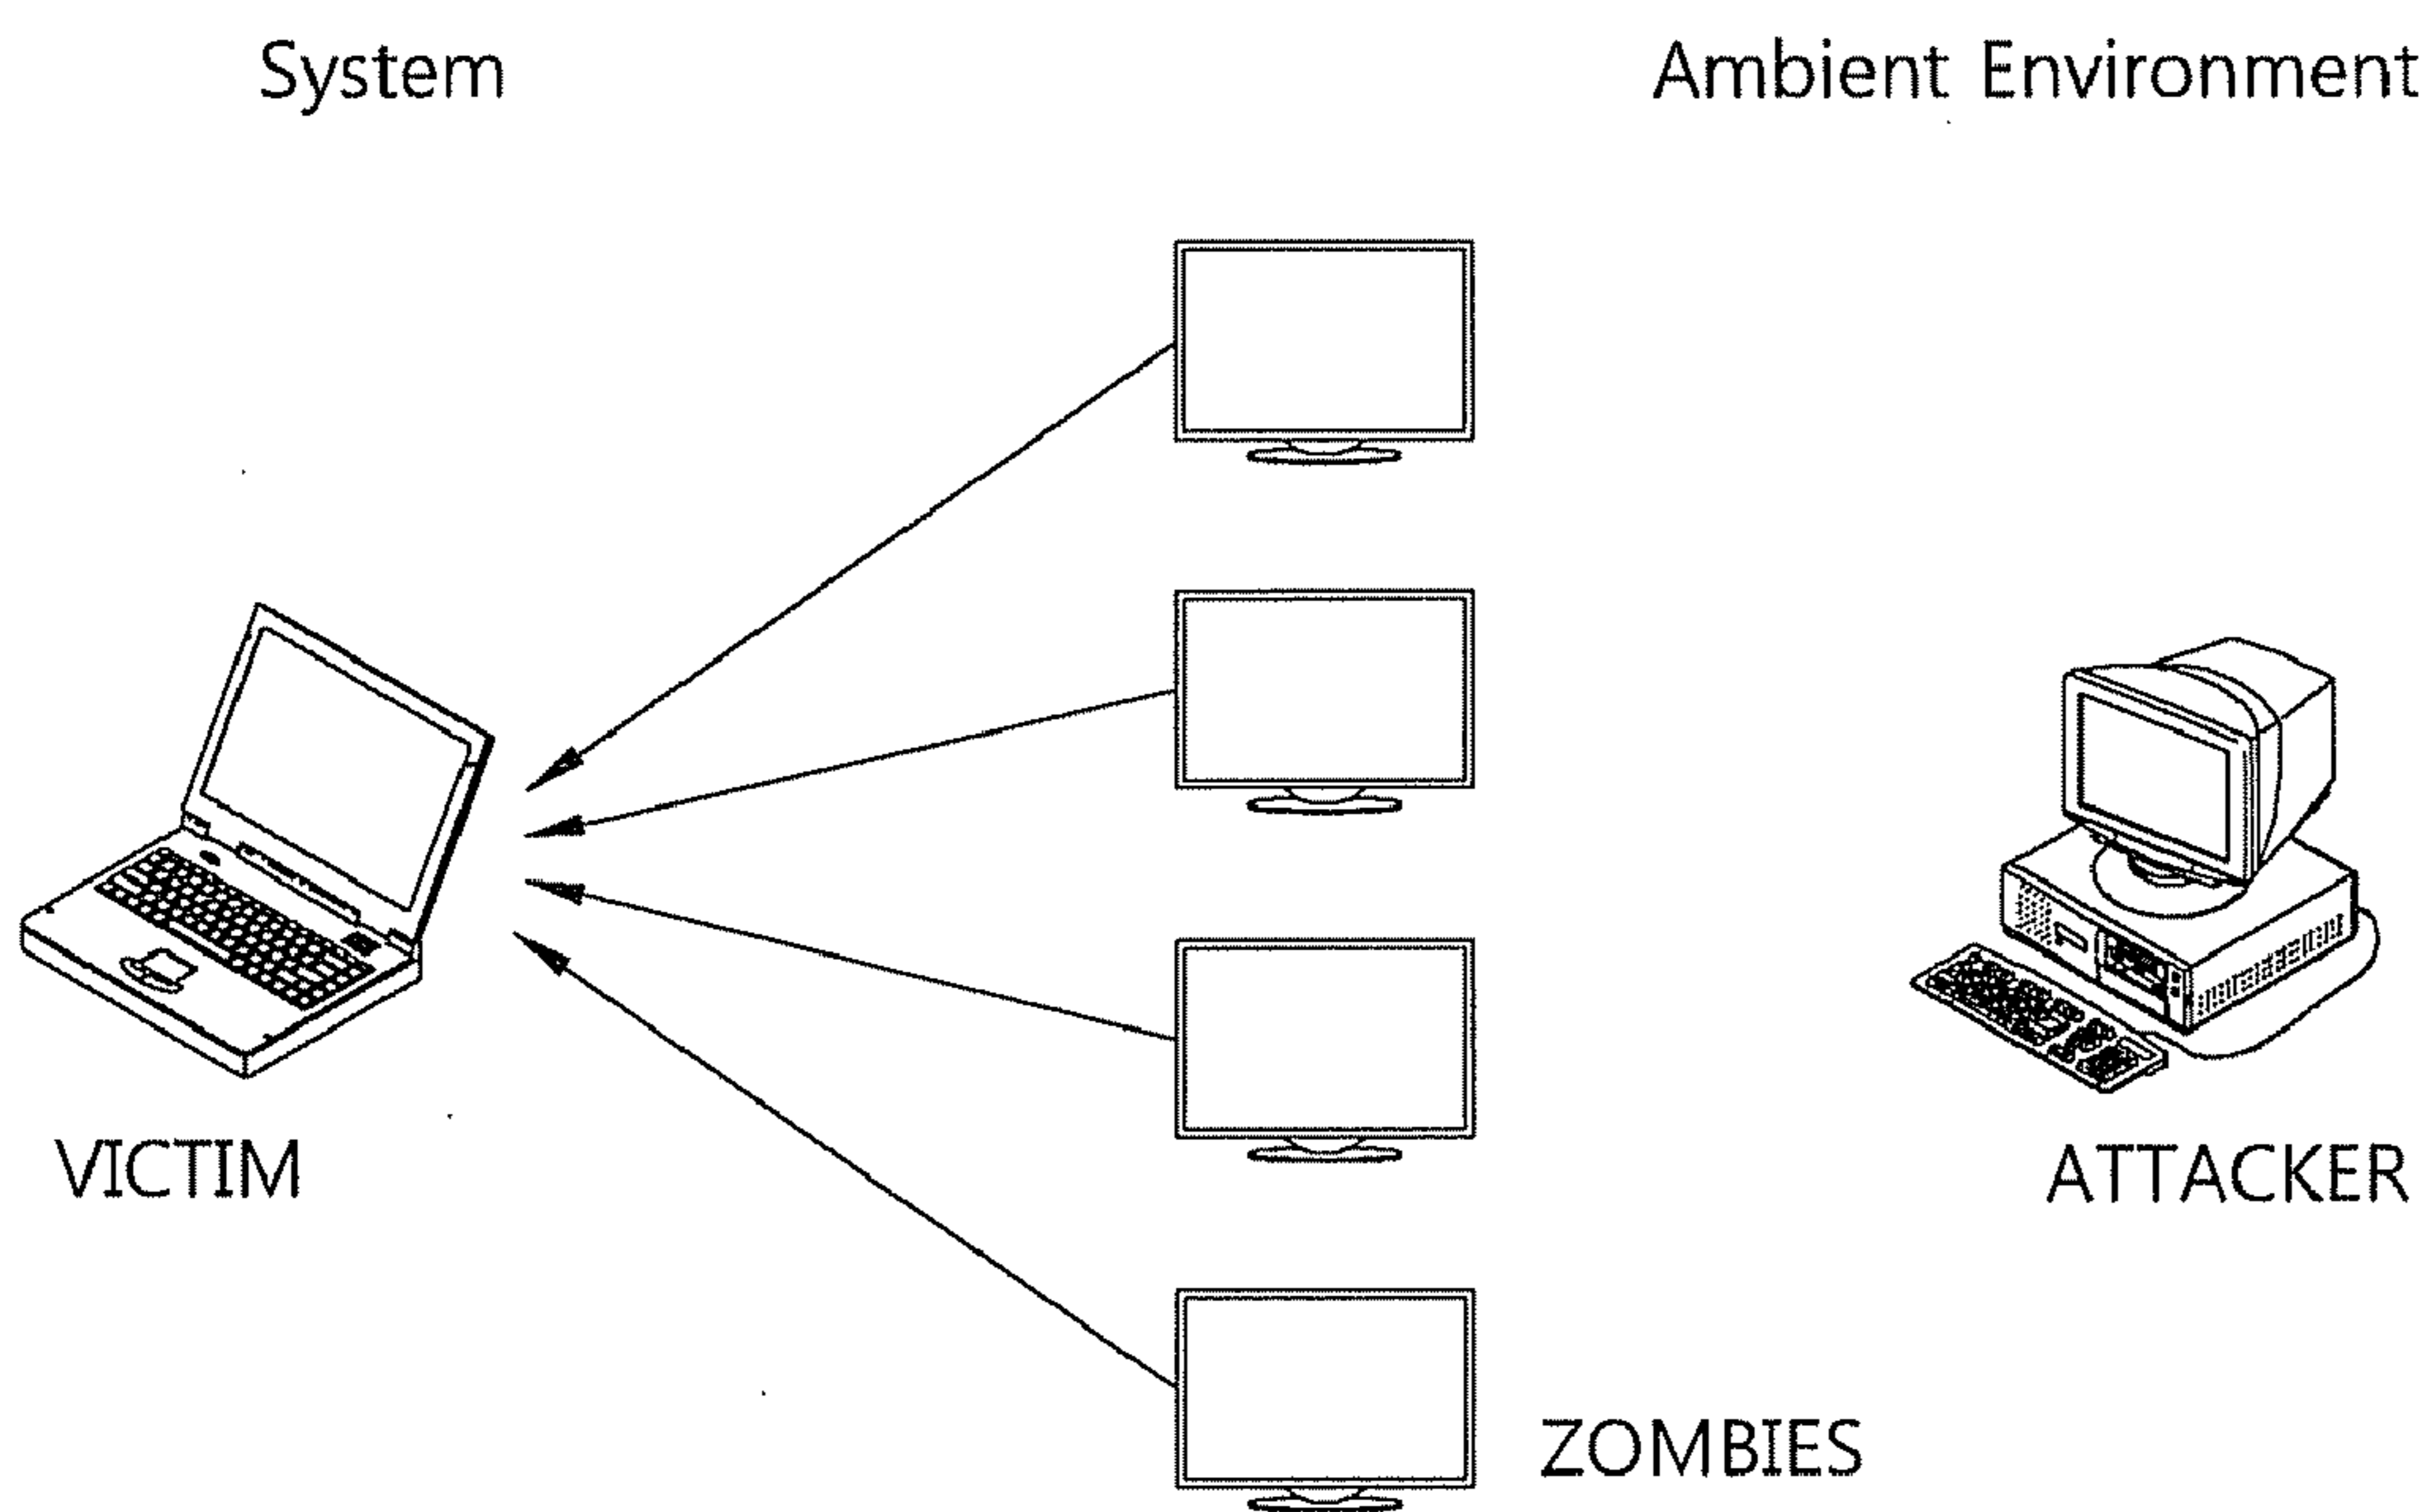 System
Ambient Environment
VICTIM
ATTACKER
ZOMBIES